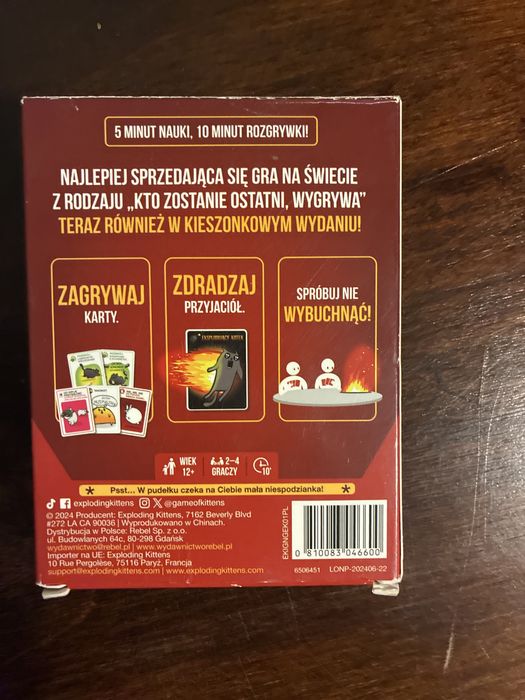 5 MINUT NAUKI, 10 MINUT ROZGRYWKI!
NAJLEPIEJ SPRZEDAJĄCA SIĘ GRA NA ŚWIECIE
Z RODZAJU „KTO ZOSTANIE OSTATNI, WYGRYWA”
TERAZ RÓWNIEŻ W KIESZONKOWYM WYDANIU!
ZAGRYWAJ
KARTY.
ZDRADZAJ
PRZYJACIÓŁ.
EKSPLODUJĄCY KOTEK
SPRÓBUJ NIE
WYBUCHNĄĆ!
WIEK
12+
2–4
GRACZY
10'
* Psst... W pudełku czeka na Ciebie mała niespodzianka! *
explodingkittens @gameofkittens
© 2024 Producent: Exploding Kittens, 7162 Beverly Blvd
#272 LA CA 90036 | Wyprodukowano w Chinach.
Dystrybucja w Polsce: Rebel Sp. z o.o.
ul. Budowlanych 64c, 80-298 Gdańsk
wydawnictwo@rebel.pl | www.wydawnictworebel.pl
Importer na UE: Exploding Kittens
10 Rue Pergolèse, 75116 Paryż, Francja
support@explodingkittens.com | www.explodingkittens.com
EKIGNGEK01PL
0 810083 046600
6506451 LONP-202406-22